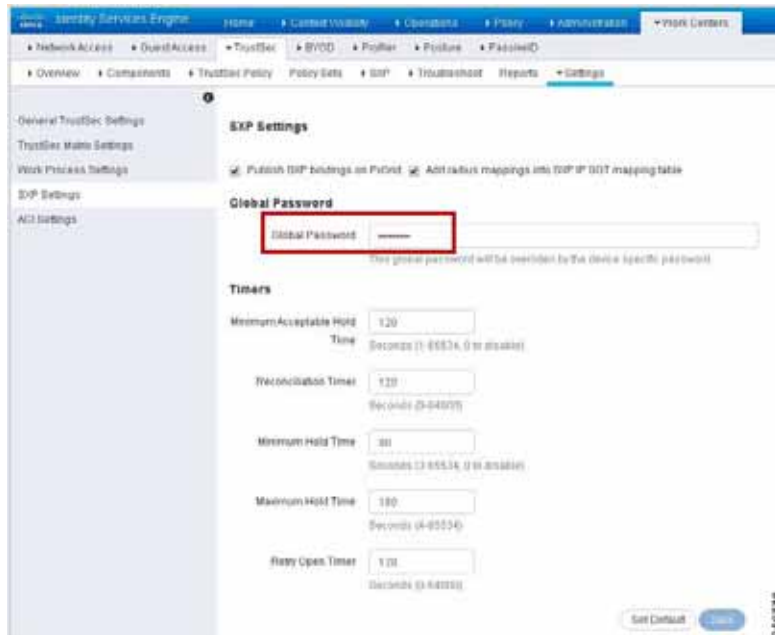 Identity Services Engine Home Context Visibility Operations Policy Administration Work Centers
Network Access Guest Access TrustSec BYOD Profiler Posture PassiveID
Overview Components TrustSec Policy Policy Sets SXP Troubleshoot Reports Settings
General TrustSec Settings
TrustSec Matrix Settings
Work Process Settings
SXP Settings
ACI Settings
SXP Settings
Publish SXP bindings on PxGrid Add radius mappings into SXP IP SGT mapping table
Global Password
Global Password
This global password will be overriden by the device specific password
Timers
Minimum Acceptable Hold
Time
120
Seconds (1-65534, 0 to disable)
Reconciliation Timer 120
Seconds (0-64000)
Minimum Hold Time 90
Seconds (3-65534, 0 to disable)
Maximum Hold Time 180
Seconds (4-65534)
Retry Open Timer 120
Seconds (0-64000)
Set Default Save